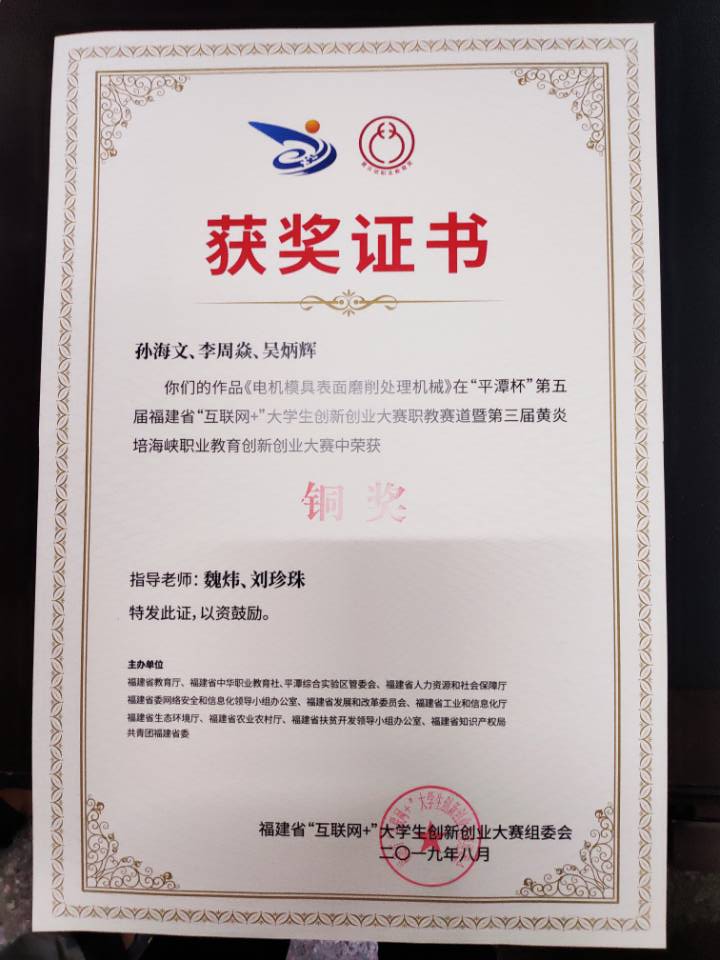 获奖证书
孙海文、李周焱、吴炳辉
你们的作品《电机模具表面磨削处理机械》在“平潭杯”第五
届福建省“互联网+”大学生创新创业大赛职教赛道暨第三届黄炎
培海峡职业教育创新创业大赛中荣获
铜奖
指导老师：魏炜、刘珍珠
特发此证，以资鼓励。
主办单位
福建省教育厅、福建省中华职业教育社、平潭综合实验区管委会、福建省人力资源和社会保障厅
福建省委网络安全和信息化领导小组办公室、福建省发展和改革委员会、福建省工业和信息化厅
福建省生态环境厅、福建省农业农村厅、福建省扶贫开发领导小组办公室、福建省知识产权局
共青团福建省委
福建省“互联网+”大学生创新创业大赛组委会
二〇一九年八月